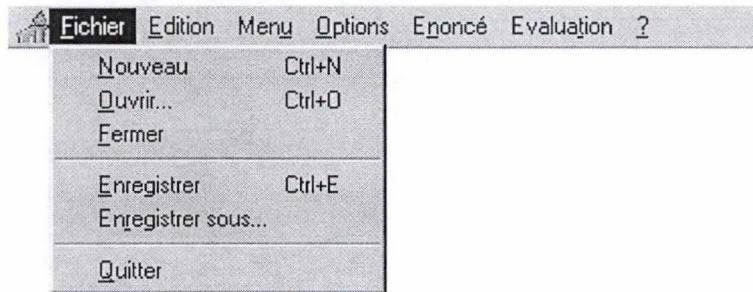 Fichier Edition Menu Options Enoncé Evaluation ?
Nouveau Ctrl+N
Ouvrir... Ctrl+O
Fermer
Enregistrer Ctrl+E
Enregistrer sous...
Quitter